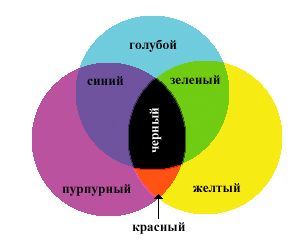 голубой
синий
зеленый
черный
пурпурный
желтый
красный